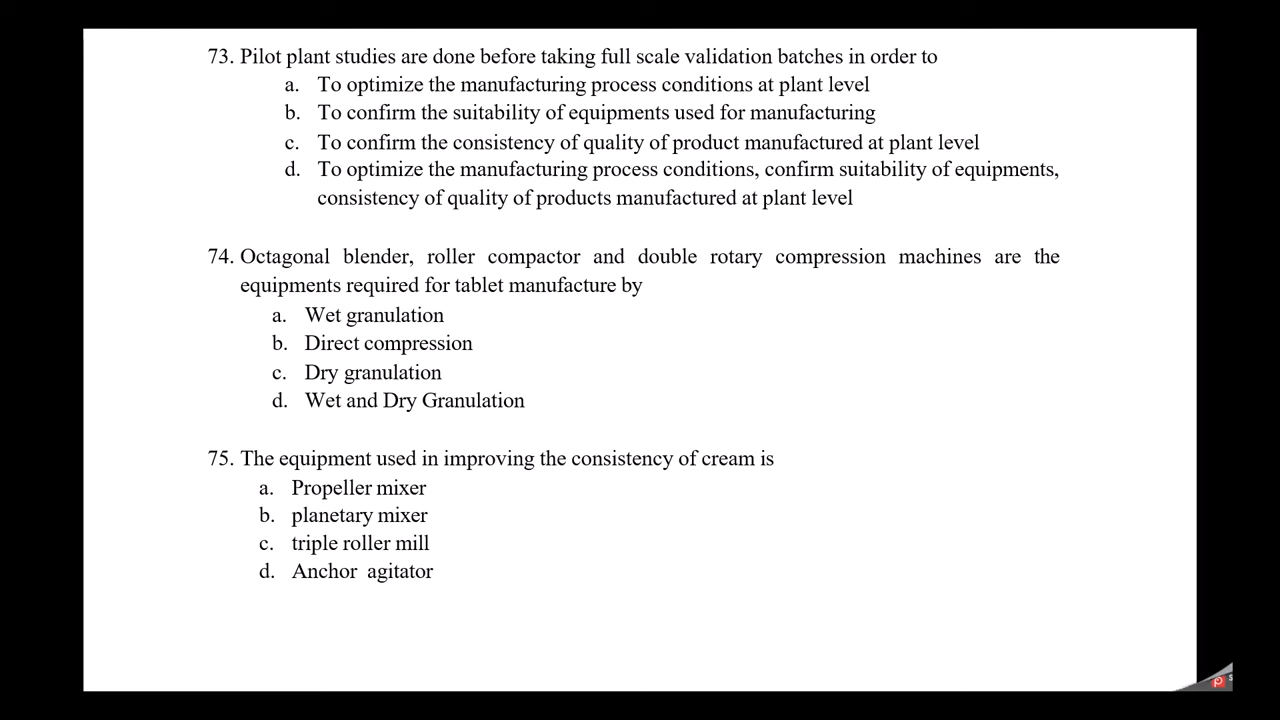 73. Pilot plant studies are done before taking full scale validation batches in order to
a. To optimize the manufacturing process conditions at plant level
b. To confirm the suitability of equipments used for manufacturing
c. To confirm the consistency of quality of product manufactured at plant level
d. To optimize the manufacturing process conditions, confirm suitability of equipments,
consistency of quality of products manufactured at plant level
74. Octagonal blender, roller compactor and double rotary compression machines are the
equipments required for tablet manufacture by
a. Wet granulation
b. Direct compression
c. Dry granulation
d. Wet and Dry Granulation
75. The equipment used in improving the consistency of cream is
a. Propeller mixer
b. planetary mixer
c. triple roller mill
d. Anchor agitator